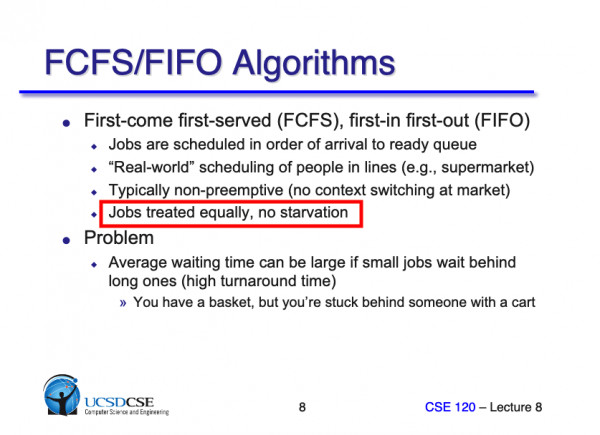 FCFS/FIFO Algorithms
First-come first-served (FCFS), first-in first-out (FIFO)
Jobs are scheduled in order of arrival to ready queue
“Real-world” scheduling of people in lines (e.g., supermarket)
Typically non-preemptive (no context switching at market)
Jobs treated equally, no starvation
Problem
Average waiting time can be large if small jobs wait behind
long ones (high turnaround time)
» You have a basket, but you’re stuck behind someone with a cart
UCSDCSE
Computer Science and Engineering
8
CSE 120 – Lecture 8